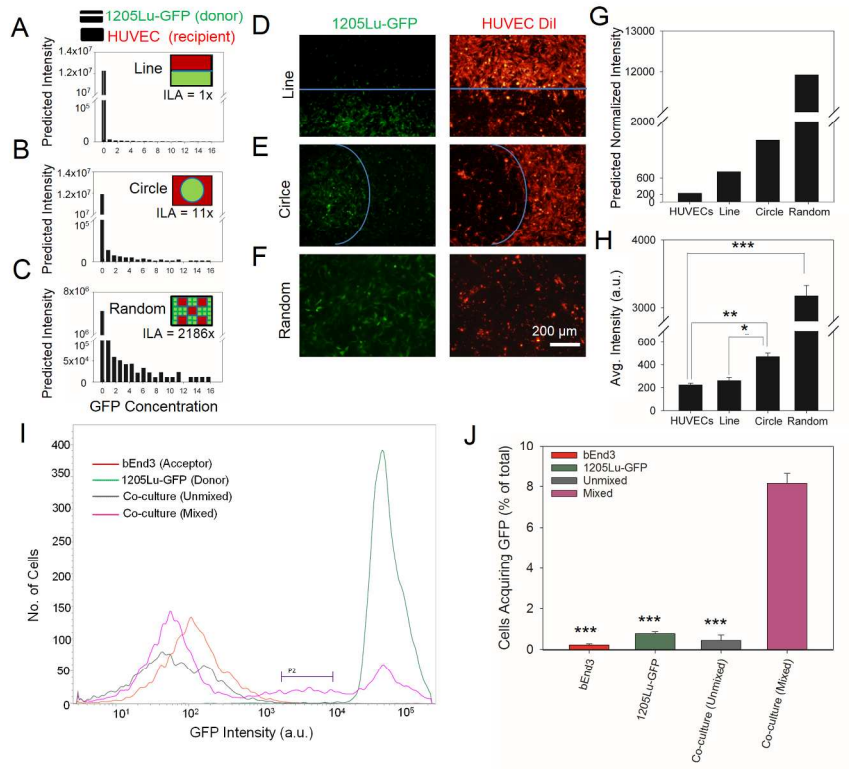 1205Lu-GFP (donor)
HUVEC (recipient)
A
Predicted Intensity
1.4x10⁷
1.2x10⁷
10⁷
10⁵
0
Line
ILA = 1x
0 2 4 6 8 10 12 14 16
B
Predicted Intensity
1.4x10⁷
1.2x10⁷
10⁷
10⁵
0
Circle
ILA = 11x
0 2 4 6 8 10 12 14 16
C
Predicted Intensity
8x10⁶
10⁶
10⁵
5x10⁴
0
Random
ILA = 2186x
0 2 4 6 8 10 12 14 16
GFP Concentration
D
1205Lu-GFP
HUVEC DiI
Line
E
Cirlce
F
Random
200 µm
G
Predicted Normalized Intensity
13000
12000
2000
600
200
0
HUVECs Line Circle Random
H
Avg. Intensity (a.u.)
4000
3000
600
400
200
0
***
**
*
HUVECs Line Circle Random
I
No. of Cells
400
350
300
250
200
150
100
50
0
bEnd3 (Acceptor)
1205Lu-GFP (Donor)
Co-culture (Unmixed)
Co-culture (Mixed)
P2
10¹ 10² 10³ 10⁴ 10⁵
GFP Intensity (a.u.)
J
Cells Acquiring GFP (% of total)
10
8
6
4
2
0
bEnd3
1205Lu-GFP
Unmixed
Mixed
*** *** ***
bEnd3
1205Lu-GFP
Co-culture (Unmixed)
Co-culture (Mixed)